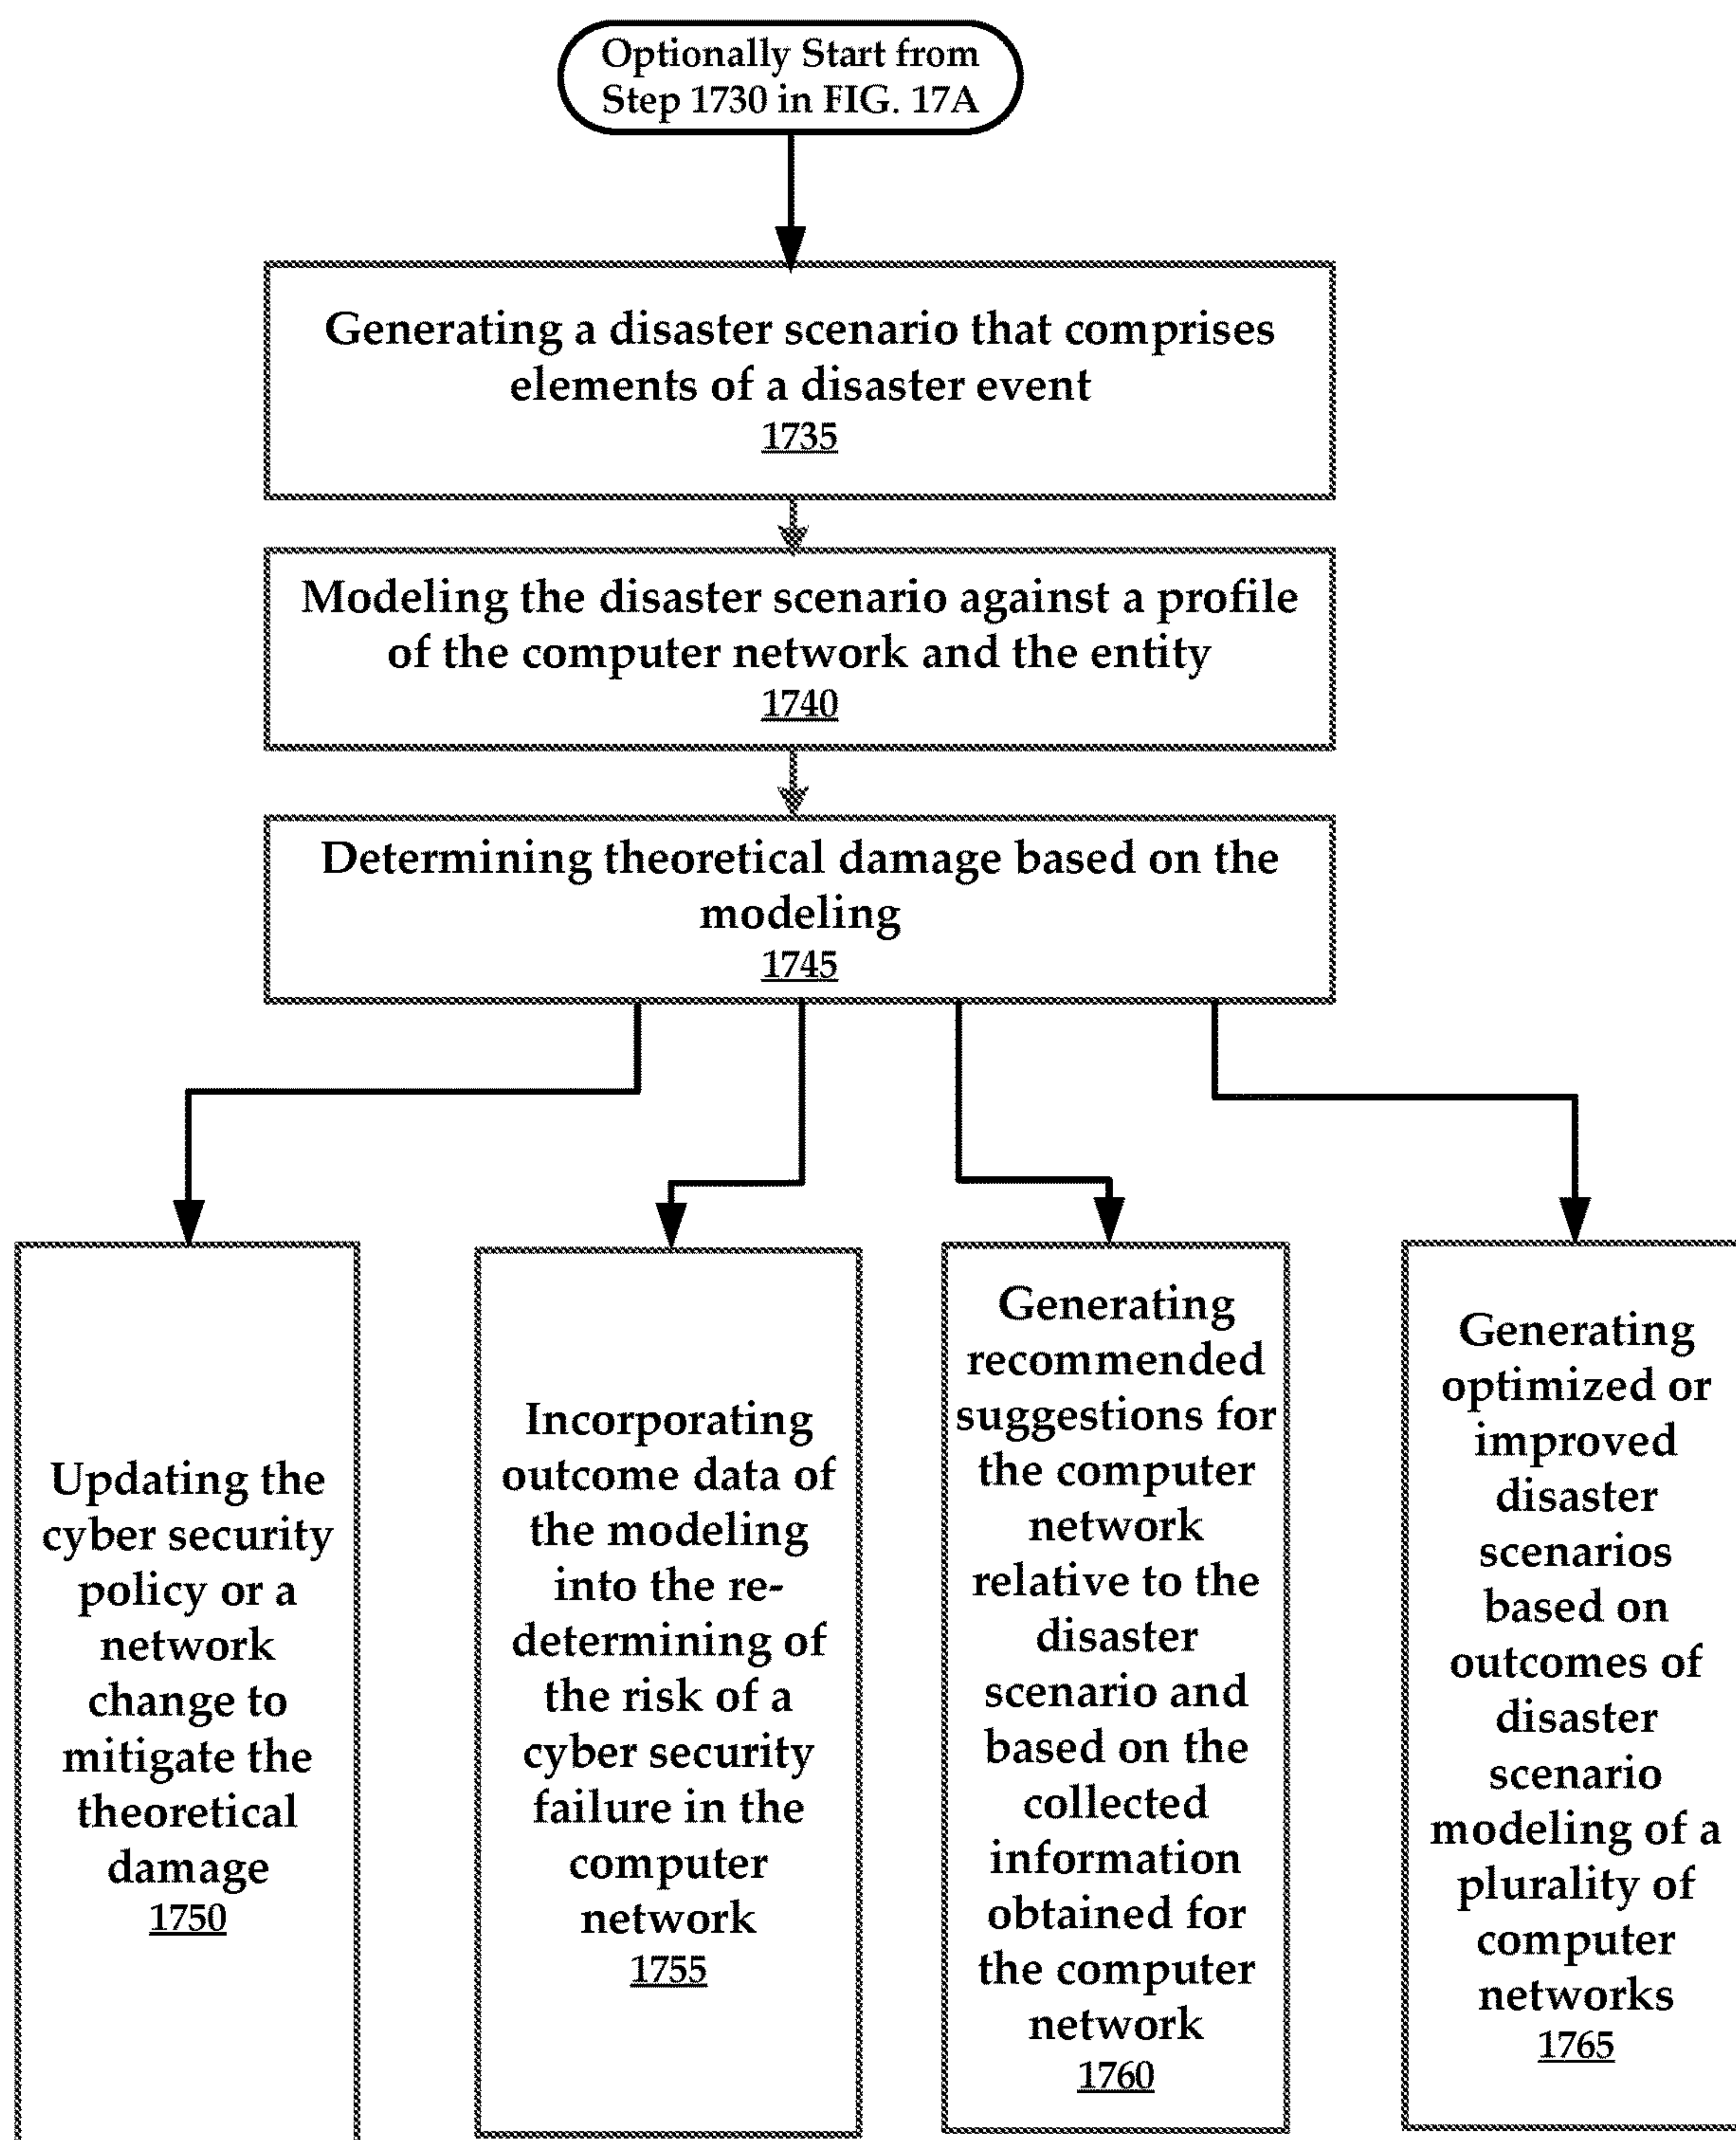 Optionally Start from
Step 1730 in FIG. 17A
Generating a disaster scenario that comprises
elements of a disaster event
1735
Modeling the disaster scenario against a profile
of the computer network and the entity
1740
Determining theoretical damage based on the
modeling
1745
Updating the
cyber security
policy or a
network
change to
mitigate the
theoretical
damage
1750
Incorporating
outcome data of
the modeling
into the re-
determining of
the risk of a
cyber security
failure in the
computer
network
1755
Generating
recommended
suggestions for
the computer
network
relative to the
disaster
scenario and
based on the
collected
information
obtained for
the computer
network
1760
Generating
optimized or
improved
disaster
scenarios
based on
outcomes of
disaster
scenario
modeling of a
plurality of
computer
networks
1765